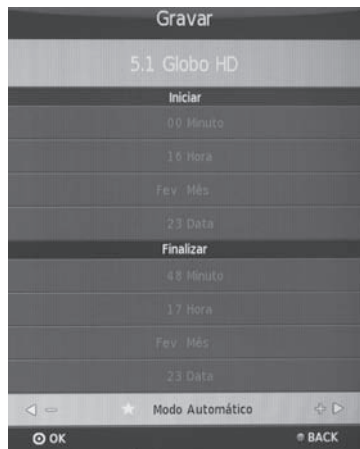 Gravar
5.1 Globo HD
Iniciar
00 Minuto
16 Hora
Fev Mês
23 Data
Finalizar
48 Minuto
17 Hora
Fev Mês
23 Data
Modo Automático
OK BACK